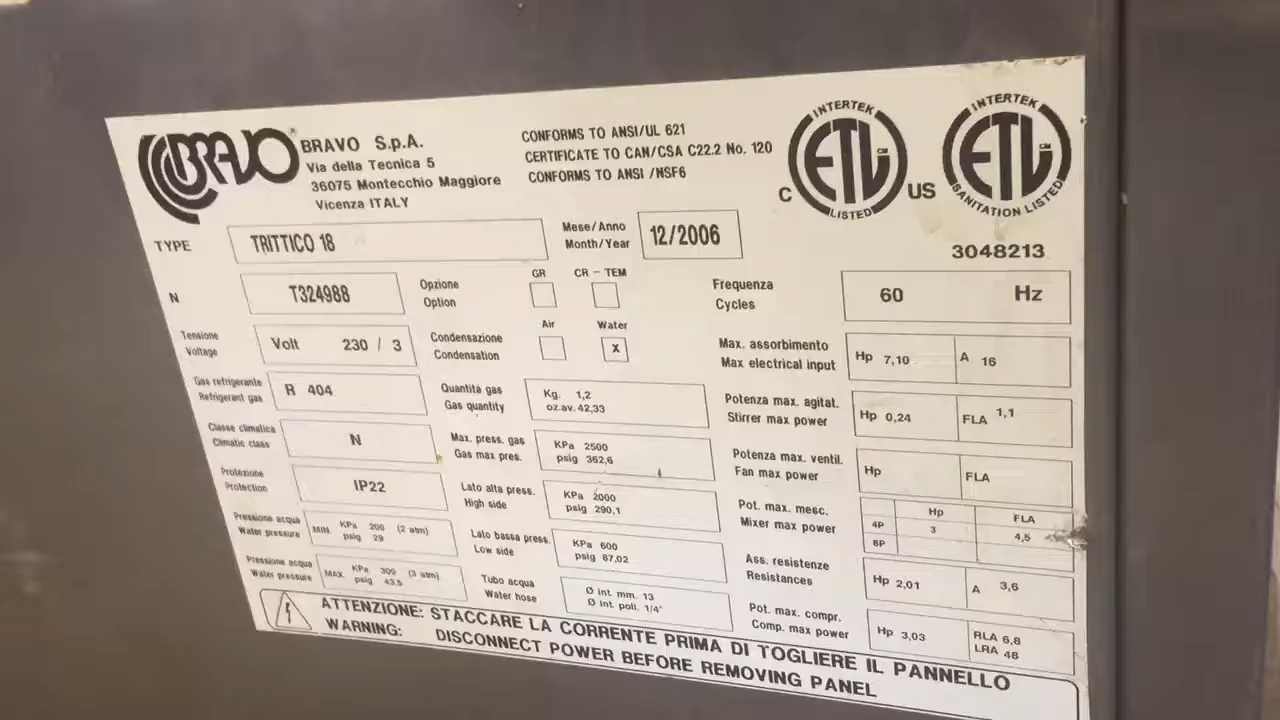 BRAVO®
BRAVO S.p.A.
Via della Tecnica 5
36075 Montecchio Maggiore
Vicenza ITALY
CONFORMS TO ANSI/UL 621
CERTIFICATE TO CAN/CSA C22.2 No. 120
CONFORMS TO ANSI /NSF6
C INTERTEK ETL CM LISTED US
INTERTEK ETL CM SANITATION LISTED
3048213
TYPE TRITTICO 18
Mese/Anno
Month/Year
12/2006
N T324988
Opzione
Option
GR CR - TEM
Frequenza
Cycles
60 Hz
Tensione
Voltage
Volt 230 / 3
Condensazione
Condensation
Air Water
X
Max. assorbimento
Max electrical input
Hp 7,10 A 16
Gas refrigerante
Refrigerant gas
R 404
Quantità gas
Gas quantity
Kg. 1,2
oz.av. 42,33
Potenza max. agitat.
Stirrer max power
Hp 0,24 FLA 1,1
Classe climatica
Climatic class
N
Max. press. gas
Gas max pres.
KPa 2500
psig 362,6
Potenza max. ventil.
Fan max power
Hp FLA
Protezione
Protection
IP22
Lato alta press.
High side
KPa 2000
psig 290,1
Pot. max. mesc.
Mixer max power
Hp FLA
4P 3 4,5
8P
Pressione acqua
Water pressure
MIN KPa 200 (2 atm)
psig 29
Lato bassa press.
Low side
KPa 600
psig 87,02
Ass. resistenze
Resistances
Hp 2,01 A 3,6
Pressione acqua
Water pressure
MAX KPa 300 (3 atm)
psig 43.5
Tubo acqua
Water hose
Ø int. mm. 13
Ø int. poll. 1/4"
Pot. max. compr.
Comp. max power
Hp 3,03 RLA 6,8
LRA 48
ATTENZIONE: STACCARE LA CORRENTE PRIMA DI TOGLIERE IL PANNELLO
WARNING: DISCONNECT POWER BEFORE REMOVING PANEL